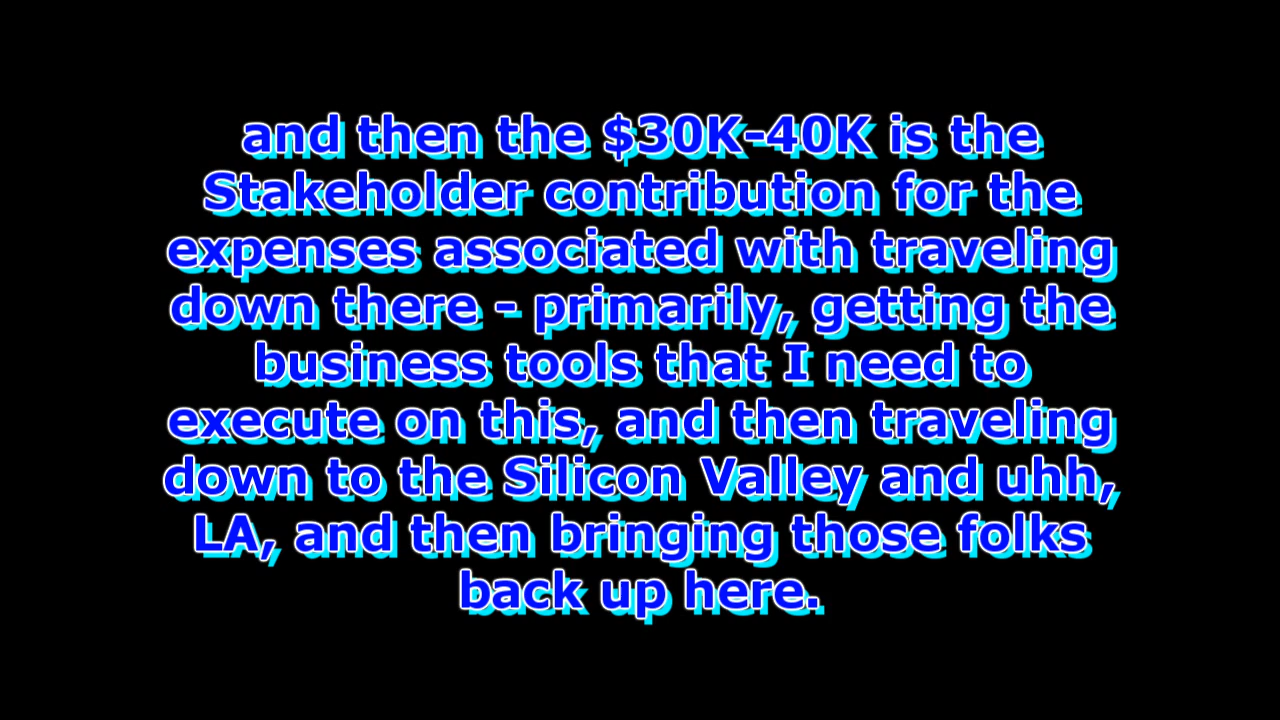 and then the $30K-40K is the
Stakeholder contribution for the
expenses associated with traveling
down there - primarily, getting the
business tools that I need to
execute on this, and then traveling
down to the Silicon Valley and uhh,
LA, and then bringing those folks
back up here.